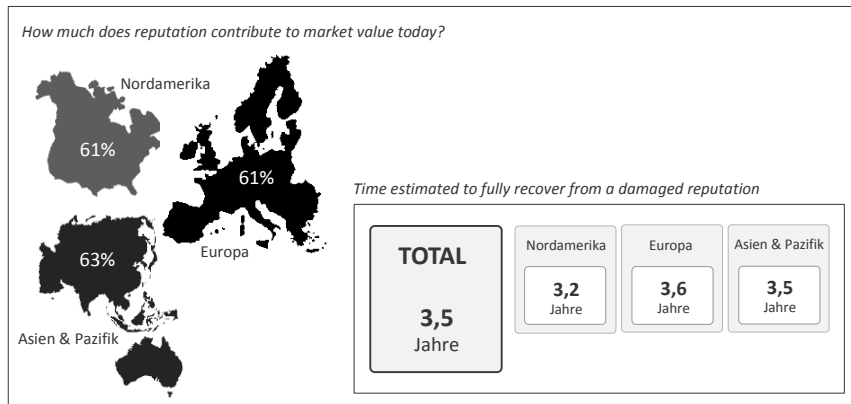 How much does reputation contribute to market value today?
Nordamerika
61%
61%
Europa
63%
Asien & Pazifik
Time estimated to fully recover from a damaged reputation
TOTAL
3,5
Jahre
Nordamerika
3,2
Jahre
Europa
3,6
Jahre
Asien & Pazifik
3,5
Jahre